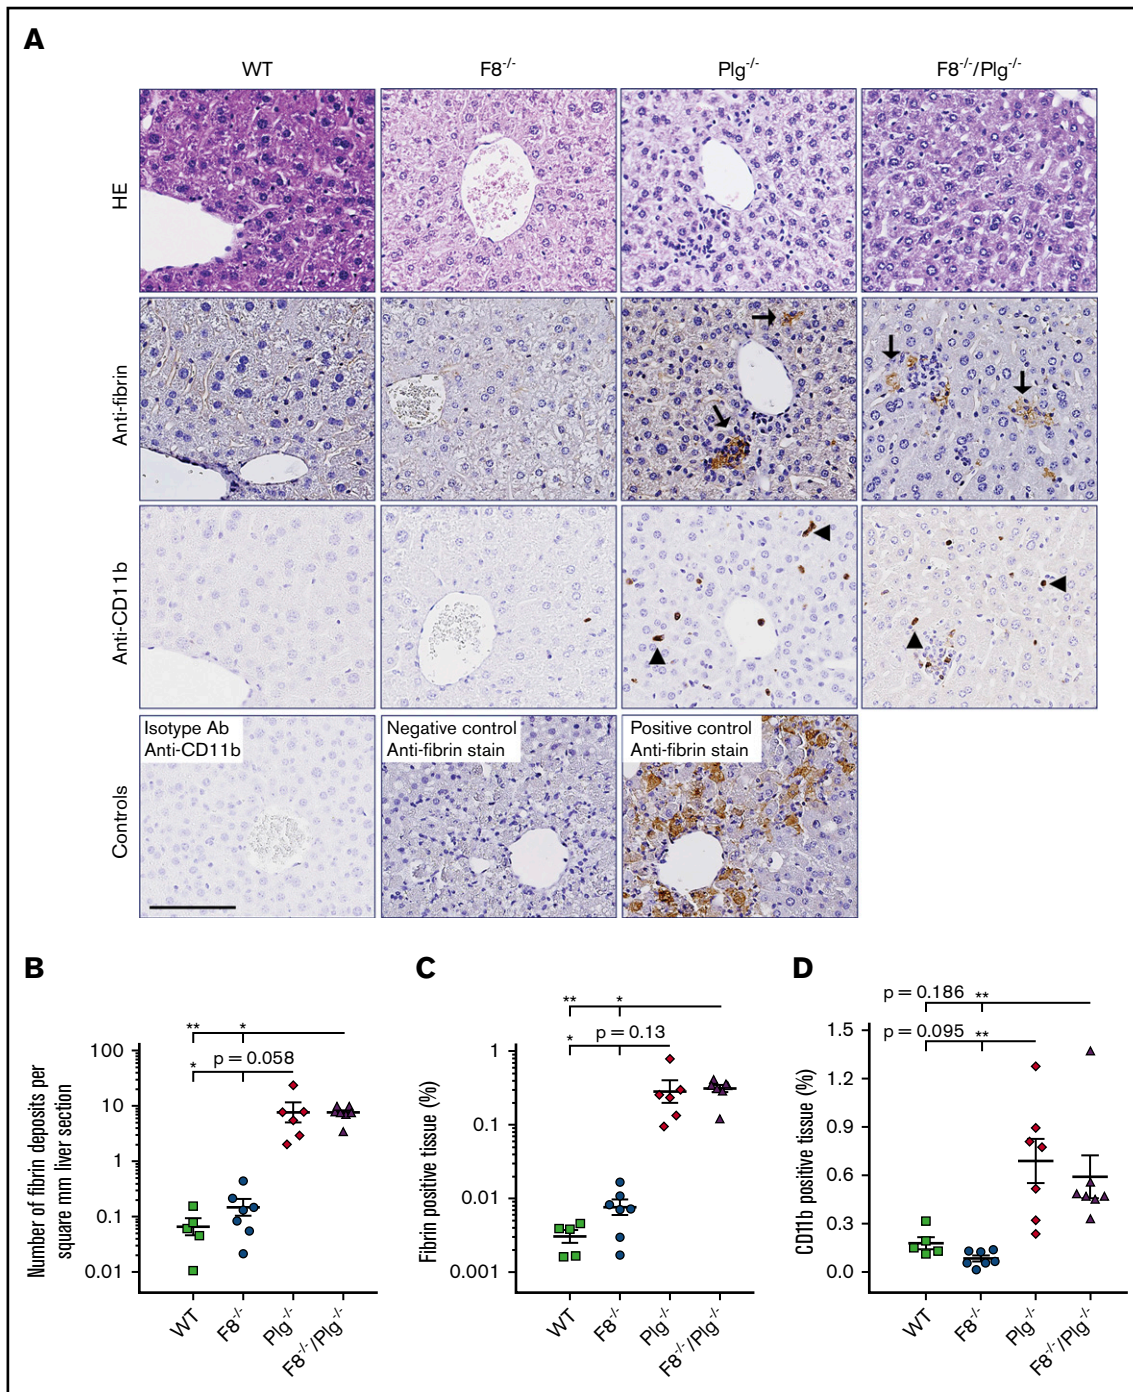 A
WT F8-/- Plg-/- F8-/-/Plg-/-
HE
Anti-fibrin
Anti-CD11b
Controls
Isotype Ab
Anti-CD11b
Negative control
Anti-fibrin stain
Positive control
Anti-fibrin stain
B
** *
p = 0.058
*
100
10
1
0.1
0.01
Number of fibrin deposits per
square mm liver section
WT F8-/- Plg-/- F8-/-/Plg-/-
C
** *
p = 0.13
*
1
0.1
0.01
0.001
Fibrin positive tissue (%)
WT F8-/- Plg-/- F8-/-/Plg-/-
D
p = 0.186 **
p = 0.095 **
1.5
1.2
0.9
0.6
0.3
0.0
CD11b positive tissue (%)
WT F8-/- Plg-/- F8-/-/Plg-/-